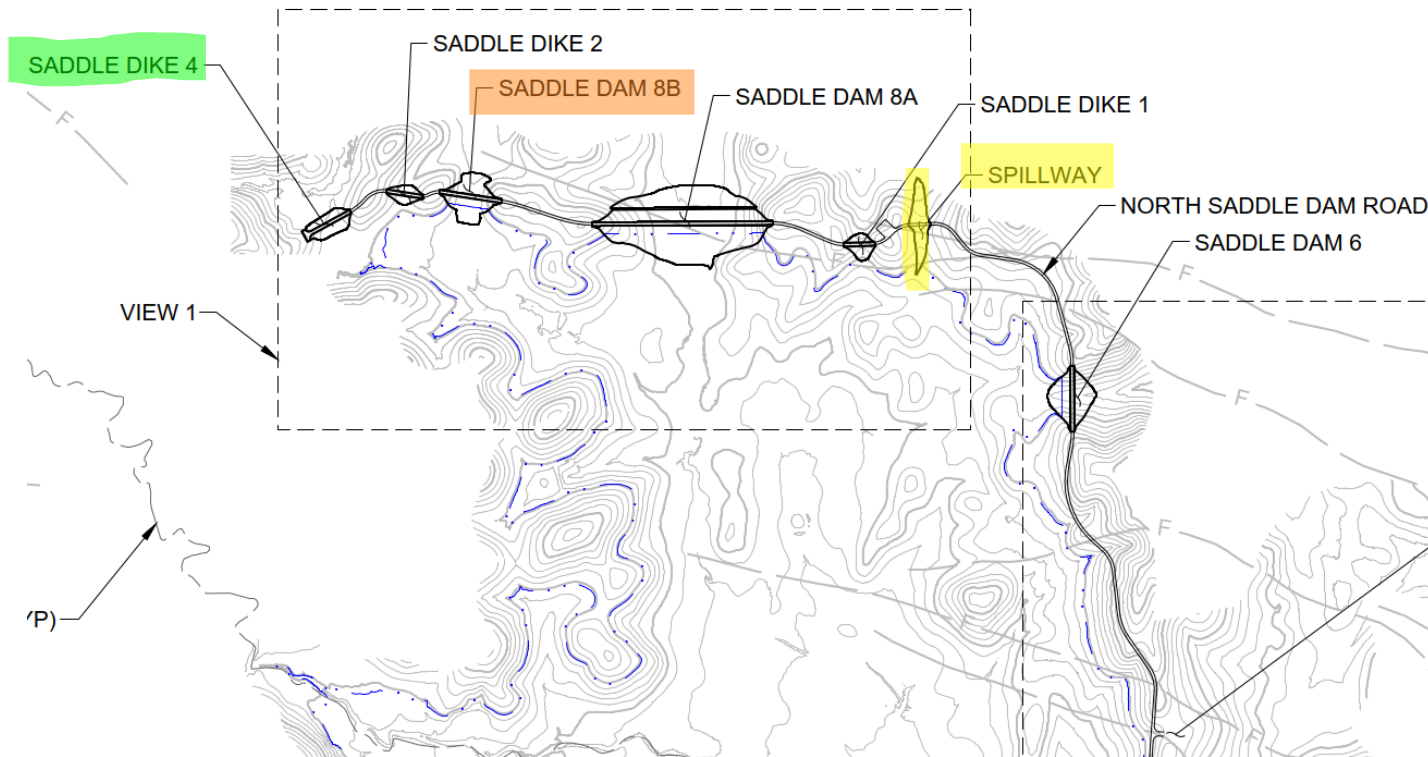 SADDLE DIKE 2
SADDLE DIKE 4
SADDLE DAM 8B
SADDLE DAM 8A
SADDLE DIKE 1
F
SPILLWAY
NORTH SADDLE DAM ROAD
SADDLE DAM 6
F
F
VIEW 1
F
F
YP)
F
F